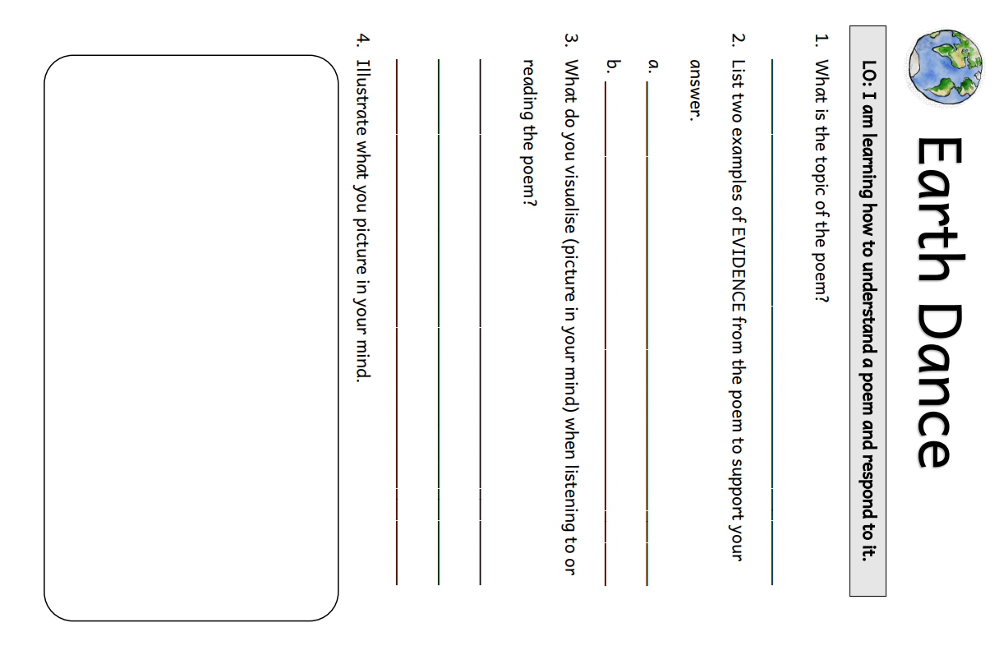 Earth Dance
LO: I am learning how to understand a poem and respond to it.
1. What is the topic of the poem?
2. List two examples of EVIDENCE from the poem to support your
answer.
a.
b.
3. What do you visualise (picture in your mind) when listening to or
reading the poem?
4. Illustrate what you picture in your mind.